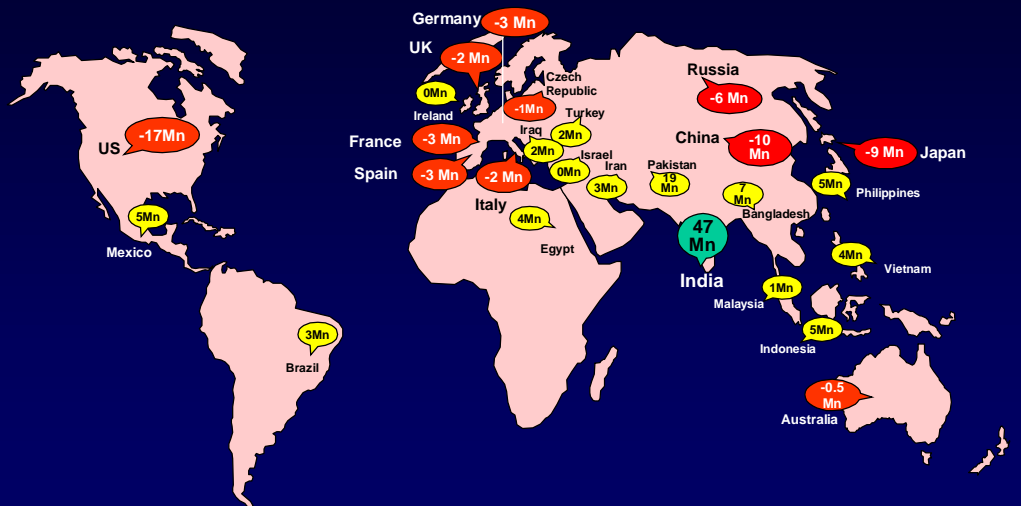 Germany
-3 Mn
UK
-2 Mn
0Mn
Ireland
Czech
Republic
-1Mn
Turkey
2Mn
Iraq
2Mn
France
-3 Mn
Spain
-3 Mn
-2 Mn
Italy
Israel
0Mn
Iran
3Mn
Pakistan
19
Mn
Russia
-6 Mn
China
-10
Mn
-9 Mn
Japan
5Mn
Philippines
7
Mn
Bangladesh
47
Mn
India
4Mn
Egypt
4Mn
Vietnam
1Mn
Malaysia
5Mn
Indonesia
-0.5
Mn
Australia
US
-17Mn
5Mn
Mexico
3Mn
Brazil